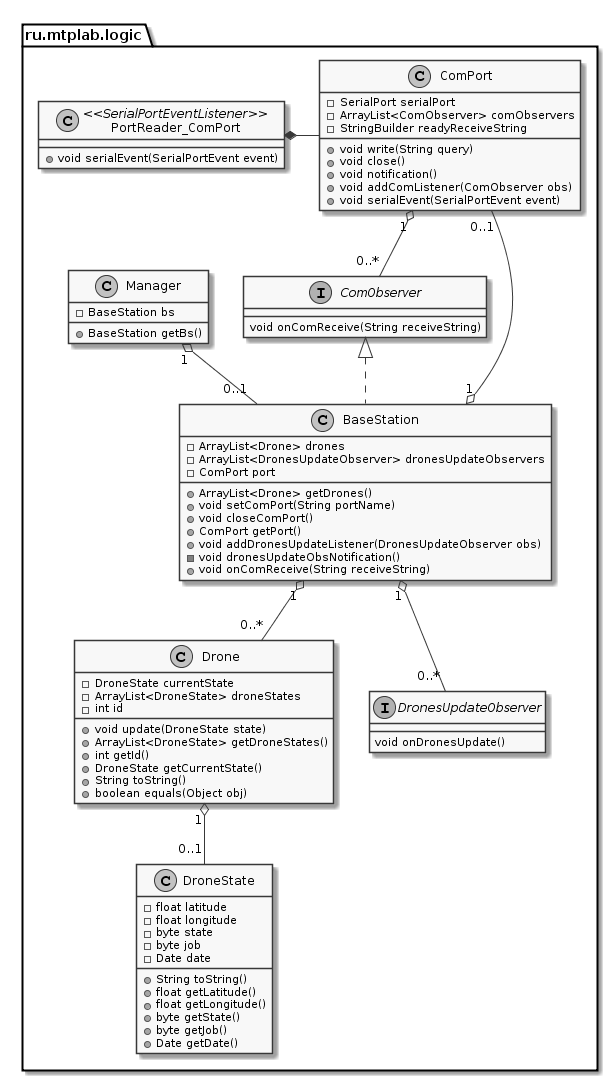 ru.mtplab.logic
C ComPort
SerialPort serialPort
ArrayList<ComObserver> comObservers
StringBuilder readyReceiveString
void write(String query)
void close()
void notification()
void addComListener(ComObserver obs)
void serialEvent(SerialPortEvent event)
C <<SerialPortEventListener>>
PortReader_ComPort
void serialEvent(SerialPortEvent event)
1
0..1
0..*
C Manager
BaseStation bs
BaseStation getBs()
I ComObserver
void onComReceive(String receiveString)
1
0..1
1
C BaseStation
ArrayList<Drone> drones
ArrayList<DronesUpdateObserver> dronesUpdateObservers
ComPort port
ArrayList<Drone> getDrones()
void setComPort(String portName)
void closeComPort()
ComPort getPort()
void addDronesUpdateListener(DronesUpdateObserver obs)
void dronesUpdateObsNotification()
void onComReceive(String receiveString)
1
1
0..*
0..*
C Drone
DroneState currentState
ArrayList<DroneState> droneStates
int id
void update(DroneState state)
ArrayList<DroneState> getDroneStates()
int getId()
DroneState getCurrentState()
String toString()
boolean equals(Object obj)
I DronesUpdateObserver
void onDronesUpdate()
1
0..1
C DroneState
float latitude
float longitude
byte state
byte job
Date date
String toString()
float getLatitude()
float getLongitude()
byte getState()
byte getJob()
Date getDate()